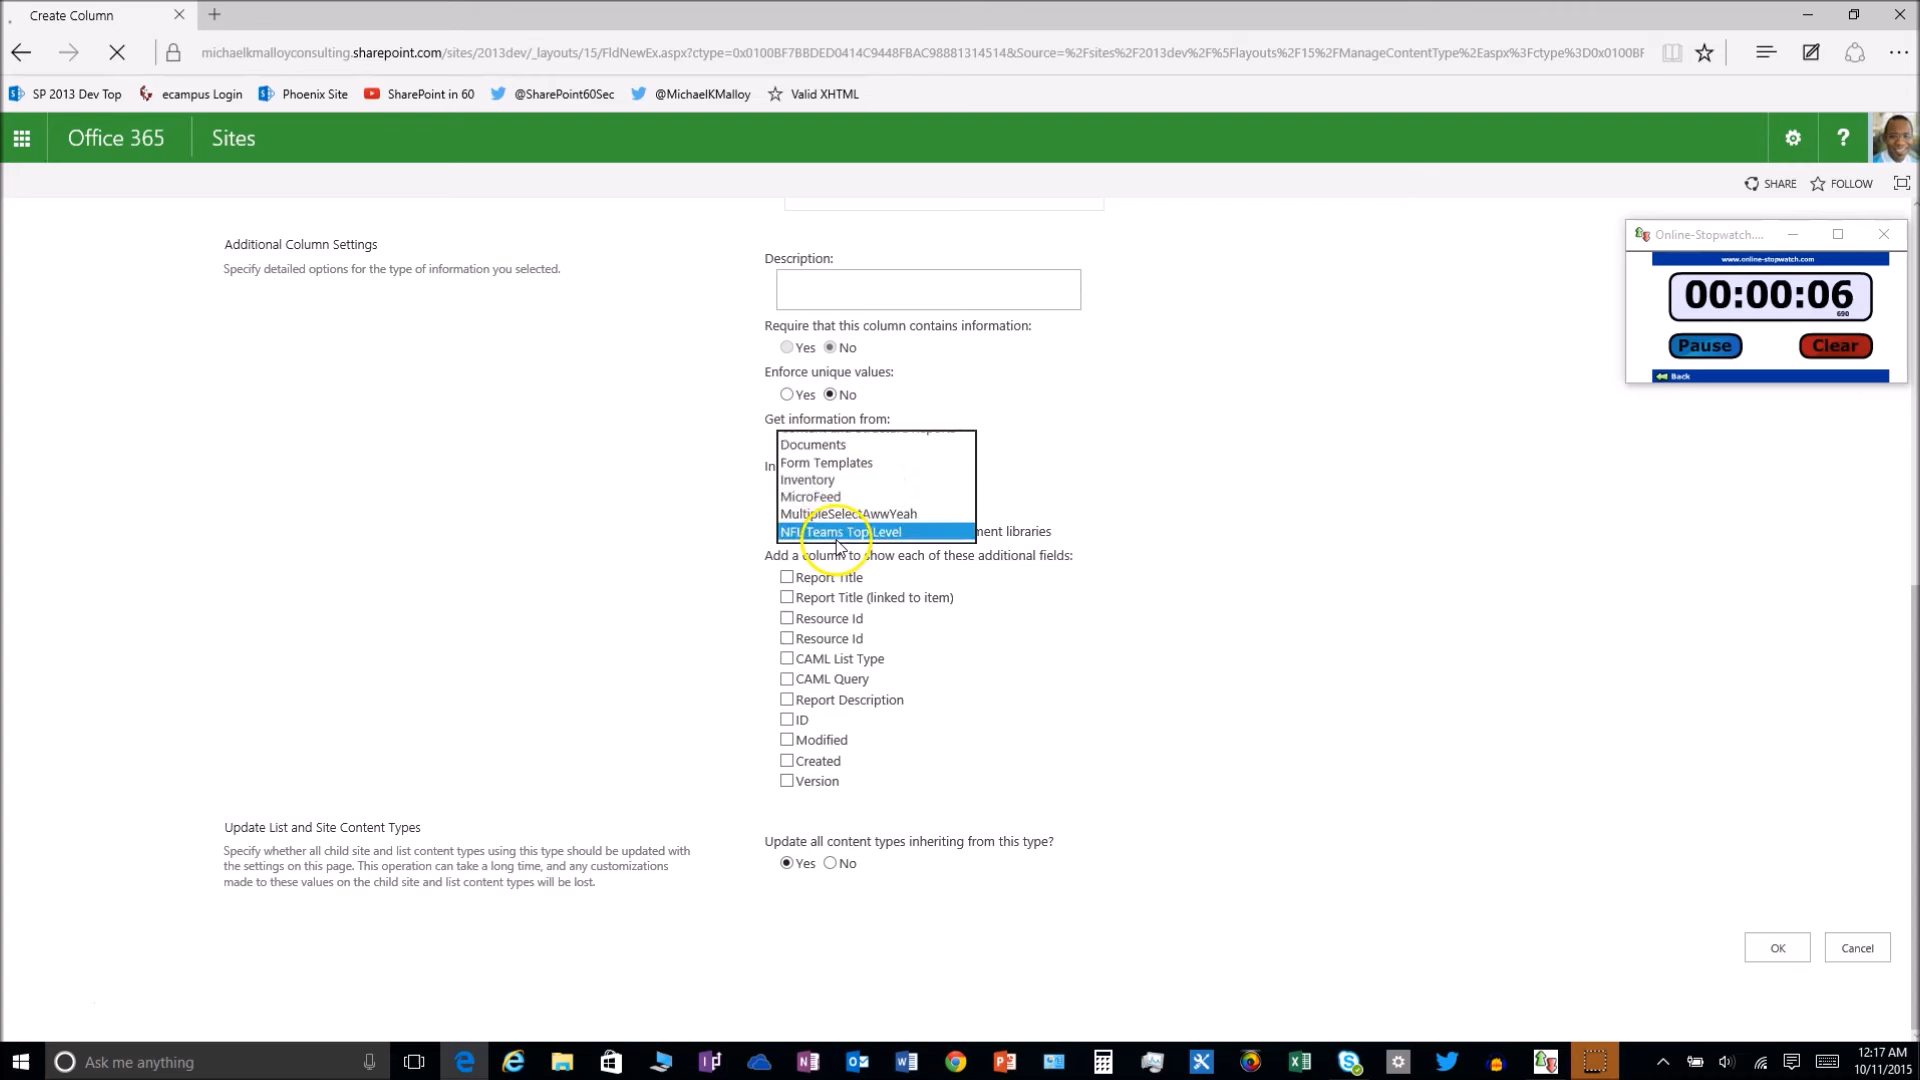 Create Column
michaelkmalloyconsulting.sharepoint.com/sites/2013dev/_layouts/15/FldNewEx.aspx?ctype=0x0100BF7BBDED0414C9448FBAC98881314514&Source=%2Fsites%2F2013dev%2F%5Flayouts%2F15%2FManageContentType%2Easpx%3Fctype%3D0x0100BF
SP 2013 Dev Top ecampus Login Phoenix Site SharePoint in 60 @SharePoint60Sec @MichaelKMalloy Valid XHTML
Office 365 Sites ?
SHARE FOLLOW
Online-Stopwatch....
www.online-stopwatch.com
00:00:06
690
Pause Clear
Back
Additional Column Settings
Specify detailed options for the type of information you selected.
Description:
Require that this column contains information:
Yes No
Enforce unique values:
Yes No
Get information from:
Documents
Form Templates
In
Inventory
MicroFeed
MultipleSelectAwwYeah
NFL Teams Top Level
ment libraries
Add a column to show each of these additional fields:
Report Title
Report Title (linked to item)
Resource Id
Resource Id
CAML List Type
CAML Query
Report Description
ID
Modified
Created
Version
Update List and Site Content Types
Specify whether all child site and list content types using this type should be updated with
the settings on this page. This operation can take a long time, and any customizations
made to these values on the child site and list content types will be lost.
Update all content types inheriting from this type?
Yes No
OK Cancel
Ask me anything
12:17 AM
10/11/2015